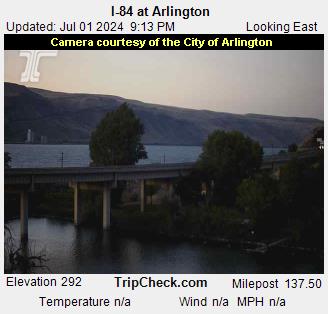 I-84 at Arlington
Updated: Jul 01 2024 9:13 PM Looking East
Camera courtesy of the City of Arlington
Elevation 292 TripCheck.com Milepost 137.50
Temperature n/a Wind n/a MPH n/a